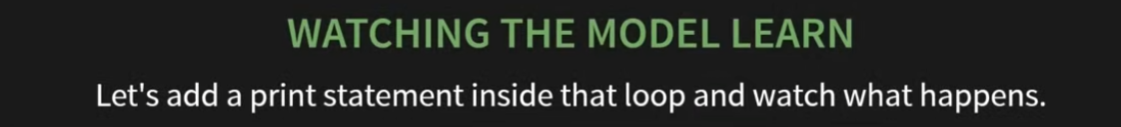 WATCHING THE MODEL LEARN
Let's add a print statement inside that loop and watch what happens.